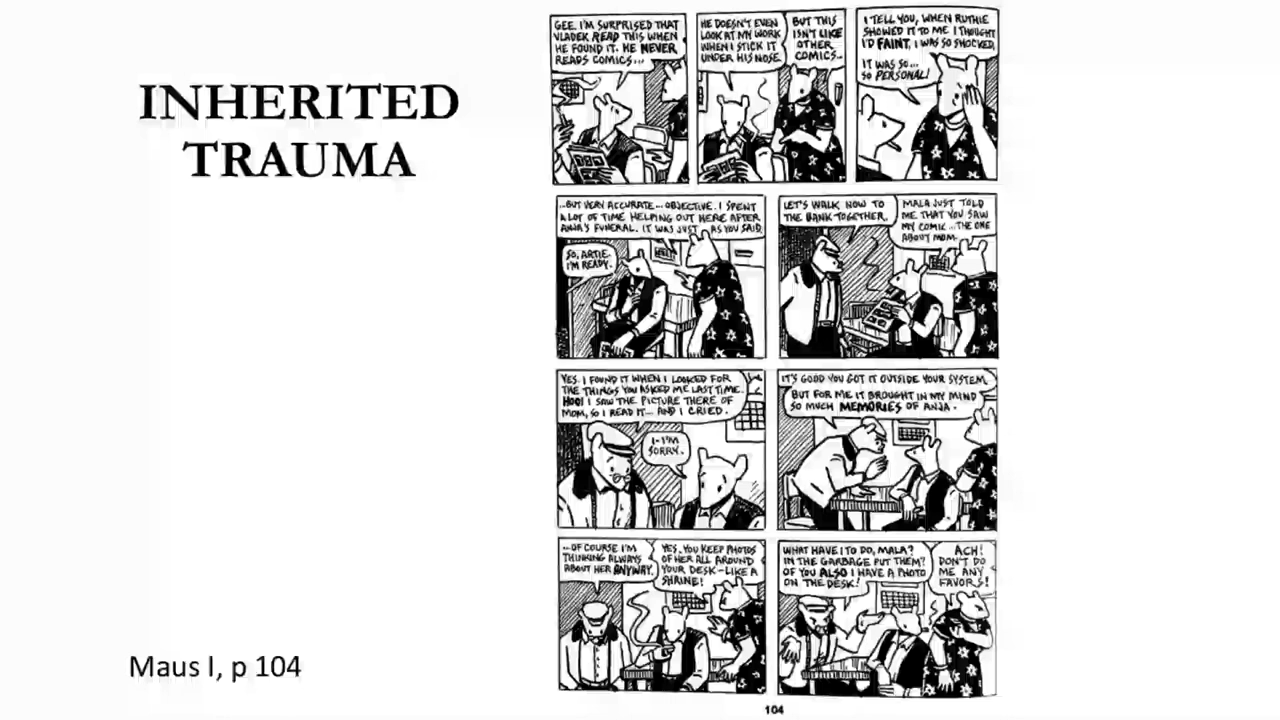 INHERITED
TRAUMA
GEE. I'M SURPRISED THAT
VLADEK READ THIS WHEN
HE FOUND IT. HE NEVER
READS COMICS...
HE DOESN'T EVEN
LOOK AT MY WORK
WHEN I STICK IT
UNDER HIS NOSE.
BUT THIS
ISN'T LIKE
OTHER
COMICS...
I TELL YOU, WHEN RUTHIE
SHOWED IT TO ME I THOUGHT
I'D FAINT, I WAS SO SHOCKED.
IT WAS SO...
SO PERSONAL!
...BUT VERY ACCURATE... OBJECTIVE. I SPENT
A LOT OF TIME HELPING OUT HERE AFTER
ANJA'S FUNERAL. IT WAS JUST AS YOU SAID.
SO, ARTIE.
I'M READY.
LET'S WALK NOW TO
THE BANK TOGETHER.
MALA JUST TOLD
ME THAT YOU SAW
MY COMIC...THE ONE
ABOUT MOM.
YES. I FOUND IT WHEN I LOOKED FOR
THE THINGS YOU ASKED ME LAST TIME.
HOO! I SAW THE PICTURE THERE OF
MOM, SO I READ IT... AND I CRIED.
I-I'M
SORRY.
IT'S GOOD YOU GOT IT OUTSIDE YOUR SYSTEM.
BUT FOR ME IT BROUGHT IN MY MIND
SO MUCH MEMORIES OF ANJA.
...OF COURSE I'M
THINKING ALWAYS
ABOUT HER ANYWAY.
YES. YOU KEEP PHOTOS
OF HER ALL AROUND
YOUR DESK-LIKE A
SHRINE!
WHAT HAVE I TO DO, MALA?
IN THE GARBAGE PUT THEM?
OF YOU ALSO I HAVE A PHOTO
ON THE DESK!
ACH!
DON'T DO
ME ANY
FAVORS!
Maus I, p 104
104